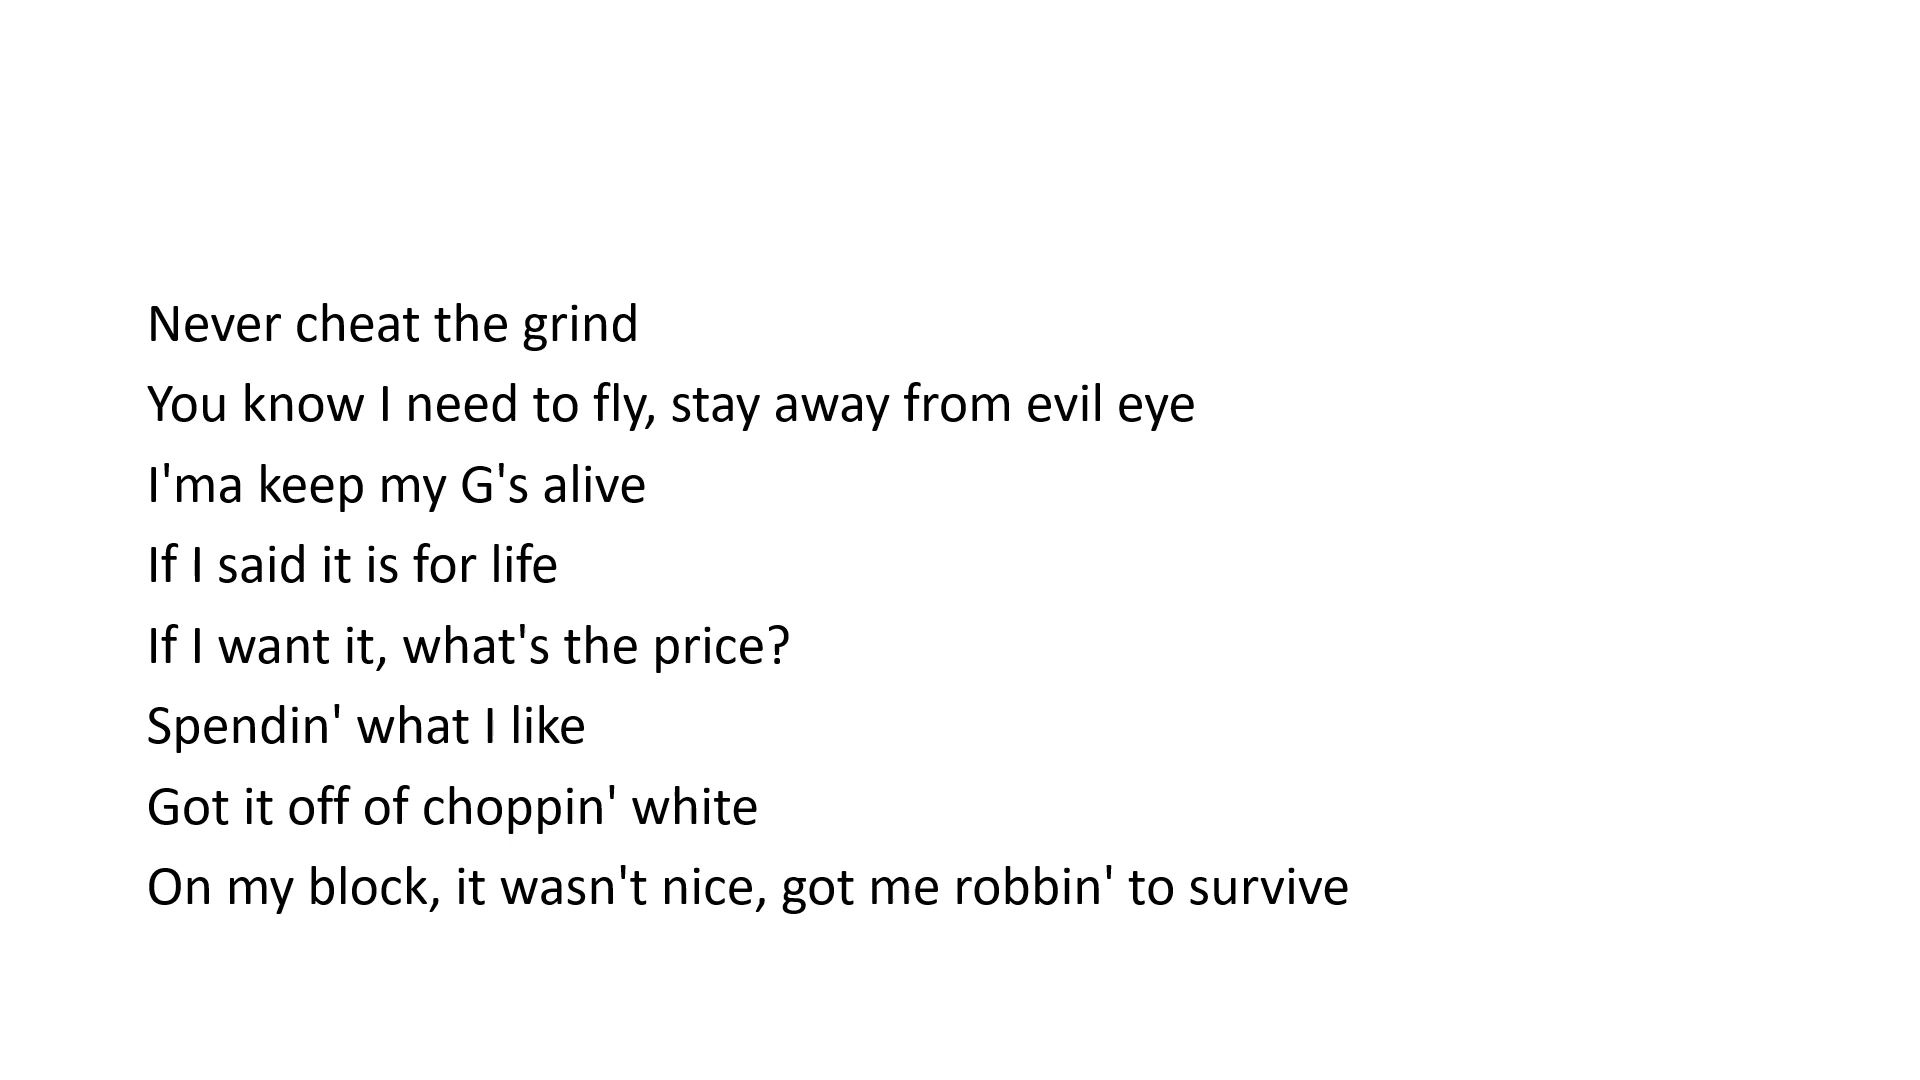 Never cheat the grind
You know I need to fly, stay away from evil eye
I'ma keep my G's alive
If I said it is for life
If I want it, what's the price?
Spendin' what I like
Got it off of choppin' white
On my block, it wasn't nice, got me robbin' to survive